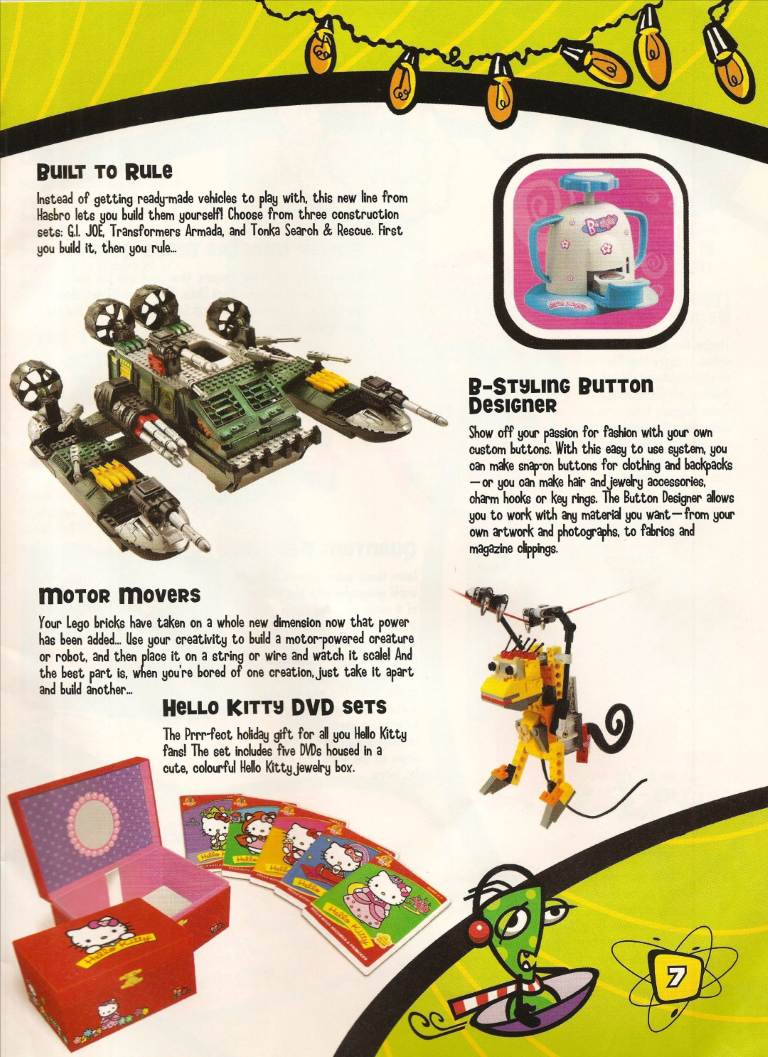 Built to Rule
Instead of getting ready-made vehicles to play with, this new line from
Hasbro lets you build them yourself! Choose from three construction
sets: G.I. JOE, Transformers Armada, and Tonka Search & Rescue. First
you build it, then you rule...
B-Styling Button
Designer
Show off your passion for fashion with your own
custom buttons. With this easy to use system, you
can make snap-on buttons for clothing and backpacks
—or you can make hair and jewelry accessories,
charm hooks or key rings. The Button Designer allows
you to work with any material you want—from your
own artwork and photographs, to fabrics and
magazine clippings.
Motor Movers
Your Lego bricks have taken on a whole new dimension now that power
has been added... Use your creativity to build a motor-powered creature
or robot, and then place it on a string or wire and watch it scale! And
the best part is, when you're bored of one creation, just take it apart
and build another...
Hello Kitty DVD sets
The Prrr-fect holiday gift for all you Hello Kitty
fans! The set includes five DVDs housed in a
cute, colourful Hello Kitty jewelry box.
Hello Kitty
Hello Kitty
Hello Kitty
Hello Kitty
Hello Kitty
7